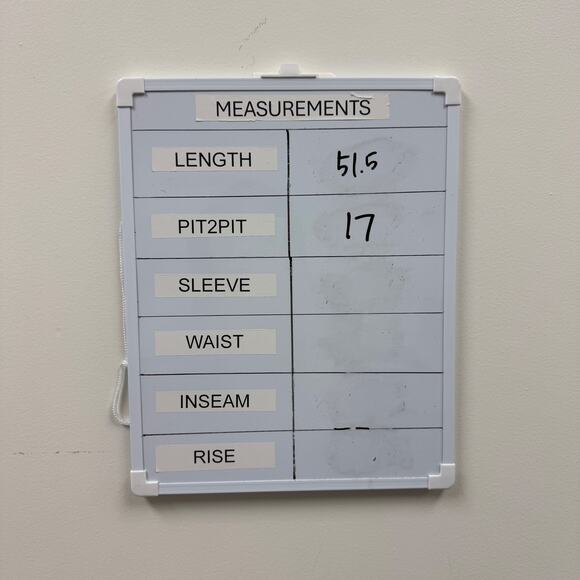 MEASUREMENTS
LENGTH 51.5
PIT2PIT 17
SLEEVE
WAIST
INSEAM
RISE